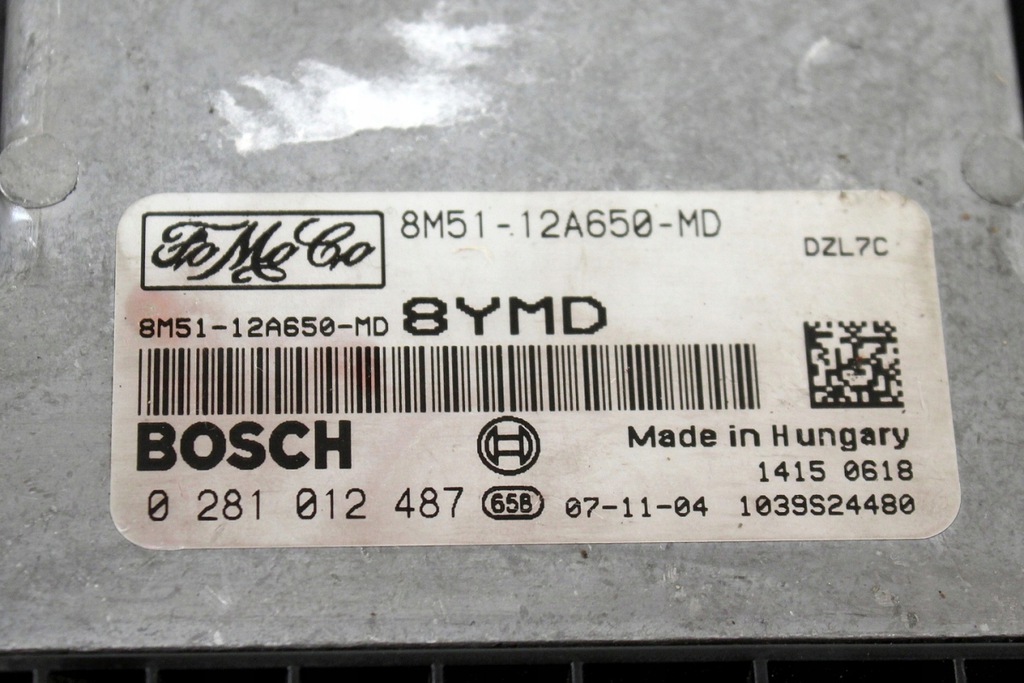 FoMoCo 8M51-12A650-MD
DZL7C
8M51-12A650-MD 8YMD
BOSCH
Made in Hungary
1415 0618
0 281 012 487 65B 07-11-04 1039S24480